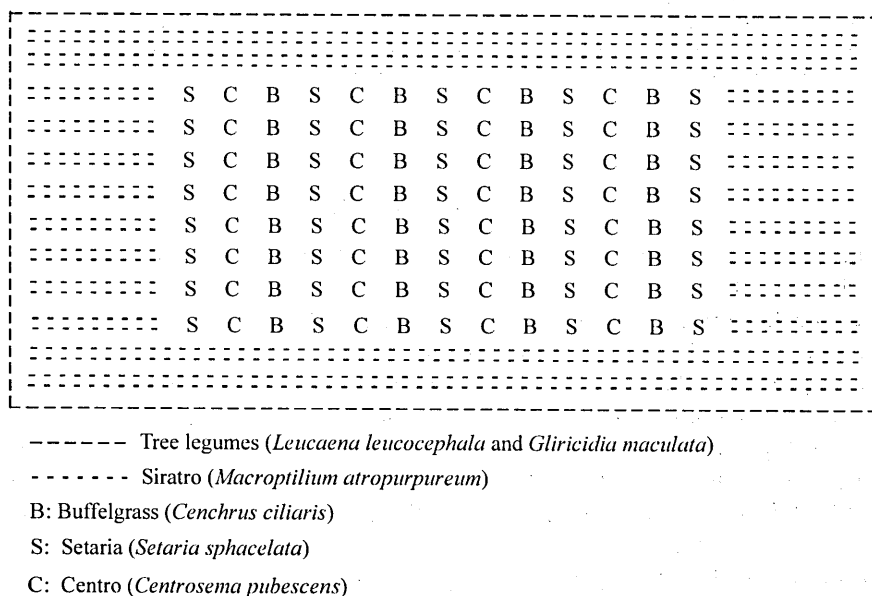 S C B S C B S C B S C B S
S C B S C B S C B S C B S
S C B S C B S C B S C B S
S C B S C B S C B S C B S
S C B S C B S C B S C B S
S C B S C B S C B S C B S
S C B S C B S C B S C B S
S C B S C B S C B S C B S
Tree legumes (Leucaena leucocephala and Gliricidia maculata)
Siratro (Macroptilium atropurpureum)
B: Buffelgrass (Cenchrus ciliaris)
S: Setaria (Setaria sphacelata)
C: Centro (Centrosema pubescens)